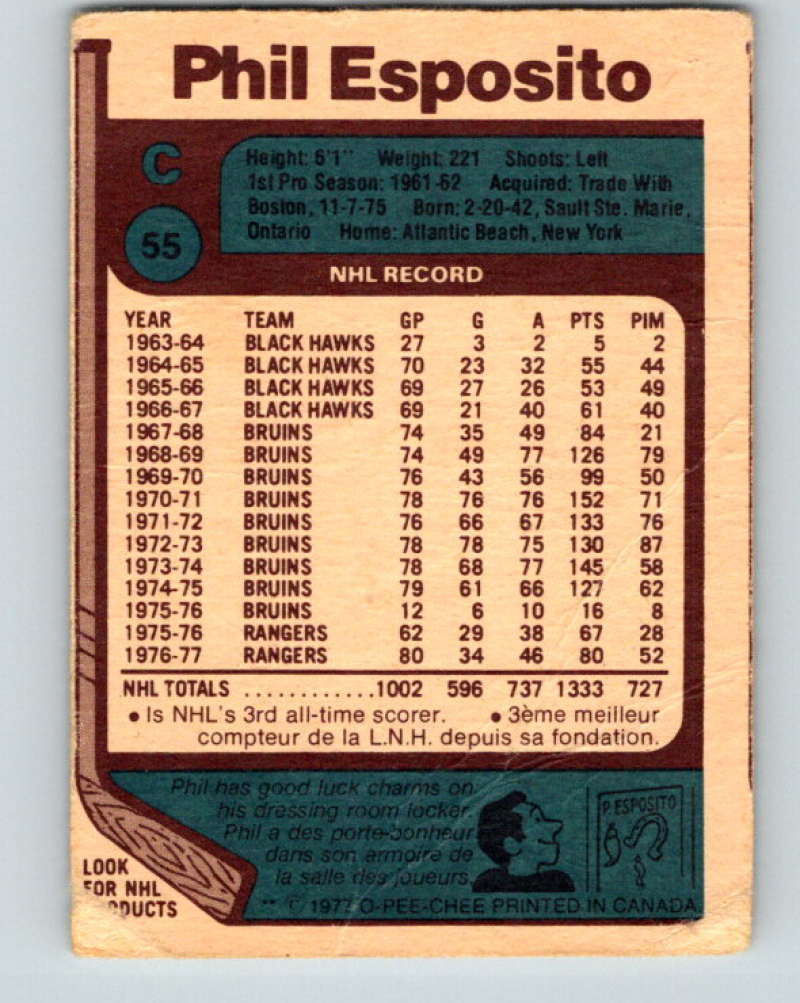 Phil Esposito
C
55
Height: 6'1" Weight: 221 Shoots: Left
1st Pro Season: 1961-62 Acquired: Trade With
Boston, 11-7-75 Born: 2-20-42, Sault Ste. Marie,
Ontario Home: Atlantic Beach, New York
NHL RECORD
YEAR TEAM GP G A PTS PIM
1963-64 BLACK HAWKS 27 3 2 5 2
1964-65 BLACK HAWKS 70 23 32 55 44
1965-66 BLACK HAWKS 69 27 26 53 49
1966-67 BLACK HAWKS 69 21 40 61 40
1967-68 BRUINS 74 35 49 84 21
1968-69 BRUINS 74 49 77 126 79
1969-70 BRUINS 76 43 56 99 50
1970-71 BRUINS 78 76 76 152 71
1971-72 BRUINS 76 66 67 133 76
1972-73 BRUINS 78 78 75 130 87
1973-74 BRUINS 78 68 77 145 58
1974-75 BRUINS 79 61 66 127 62
1975-76 BRUINS 12 6 10 16 8
1975-76 RANGERS 62 29 38 67 28
1976-77 RANGERS 80 34 46 80 52
NHL TOTALS ............1002 596 737 1333 727
• Is NHL's 3rd all-time scorer. • 3ème meilleur
compteur de la L.N.H. depuis sa fondation.
Phil has good luck charms on
his dressing room locker.
Phil a des porte-bonheur
dans son armoire de
la salle des joueurs.
P. ESPOSITO
LOOK
FOR NHL
PRODUCTS
** © 1977 O-PEE-CHEE PRINTED IN CANADA